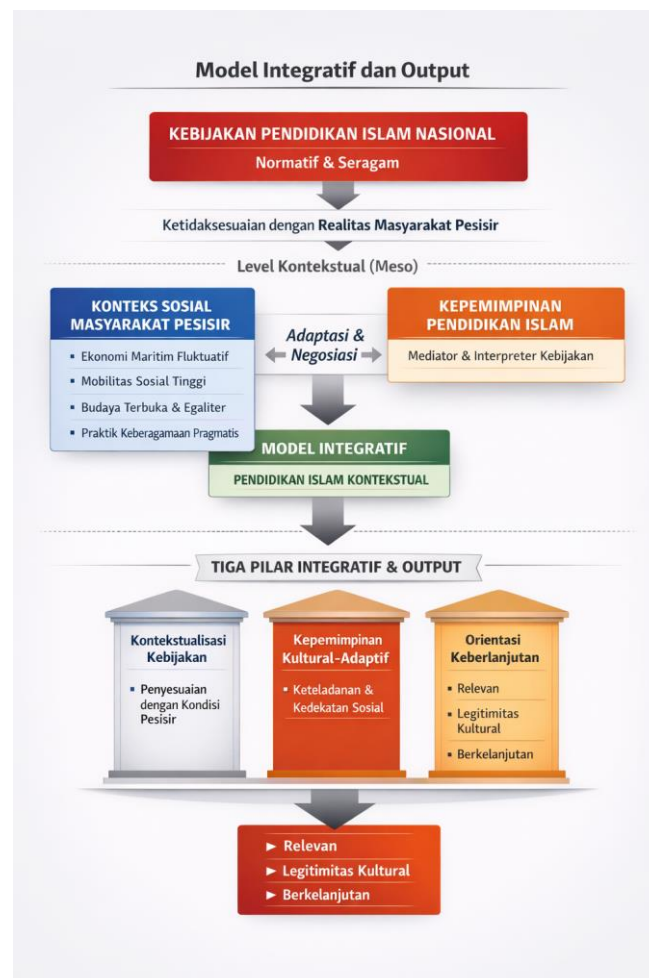 Model Integratif dan Output
KEBIJAKAN PENDIDIKAN ISLAM NASIONAL
Normatif & Seragam
Ketidaksesuaian dengan Realitas Masyarakat Pesisir
Level Kontekstual (Meso)
KONTEKS SOSIAL
MASYARAKAT PESISIR
▪ Ekonomi Maritim Fluktuatif
▪ Mobilitas Sosial Tinggi
▪ Budaya Terbuka & Egaliter
▪ Praktik Keberagamaan Pragmatis
Adaptasi &
Negosiasi
KEPEMIMPINAN
PENDIDIKAN ISLAM
Mediator & Interpreter Kebijakan
MODEL INTEGRATIF
PENDIDIKAN ISLAM KONTEKSTUAL
TIGA PILAR INTEGRATIF & OUTPUT
Kontekstualisasi
Kebijakan
▪ Penyesuaian
dengan Kondisi
Pesisir
Kepemimpinan
Kultural-Adaptif
▪ Keteladanan &
Kedekatan Sosial
Orientasi
Keberlanjutan
▪ Relevan
▪ Legitimitas
Kultural
▪ Berkelanjutan
► Relevan
► Legitimitas Kultural
► Berkelanjutan